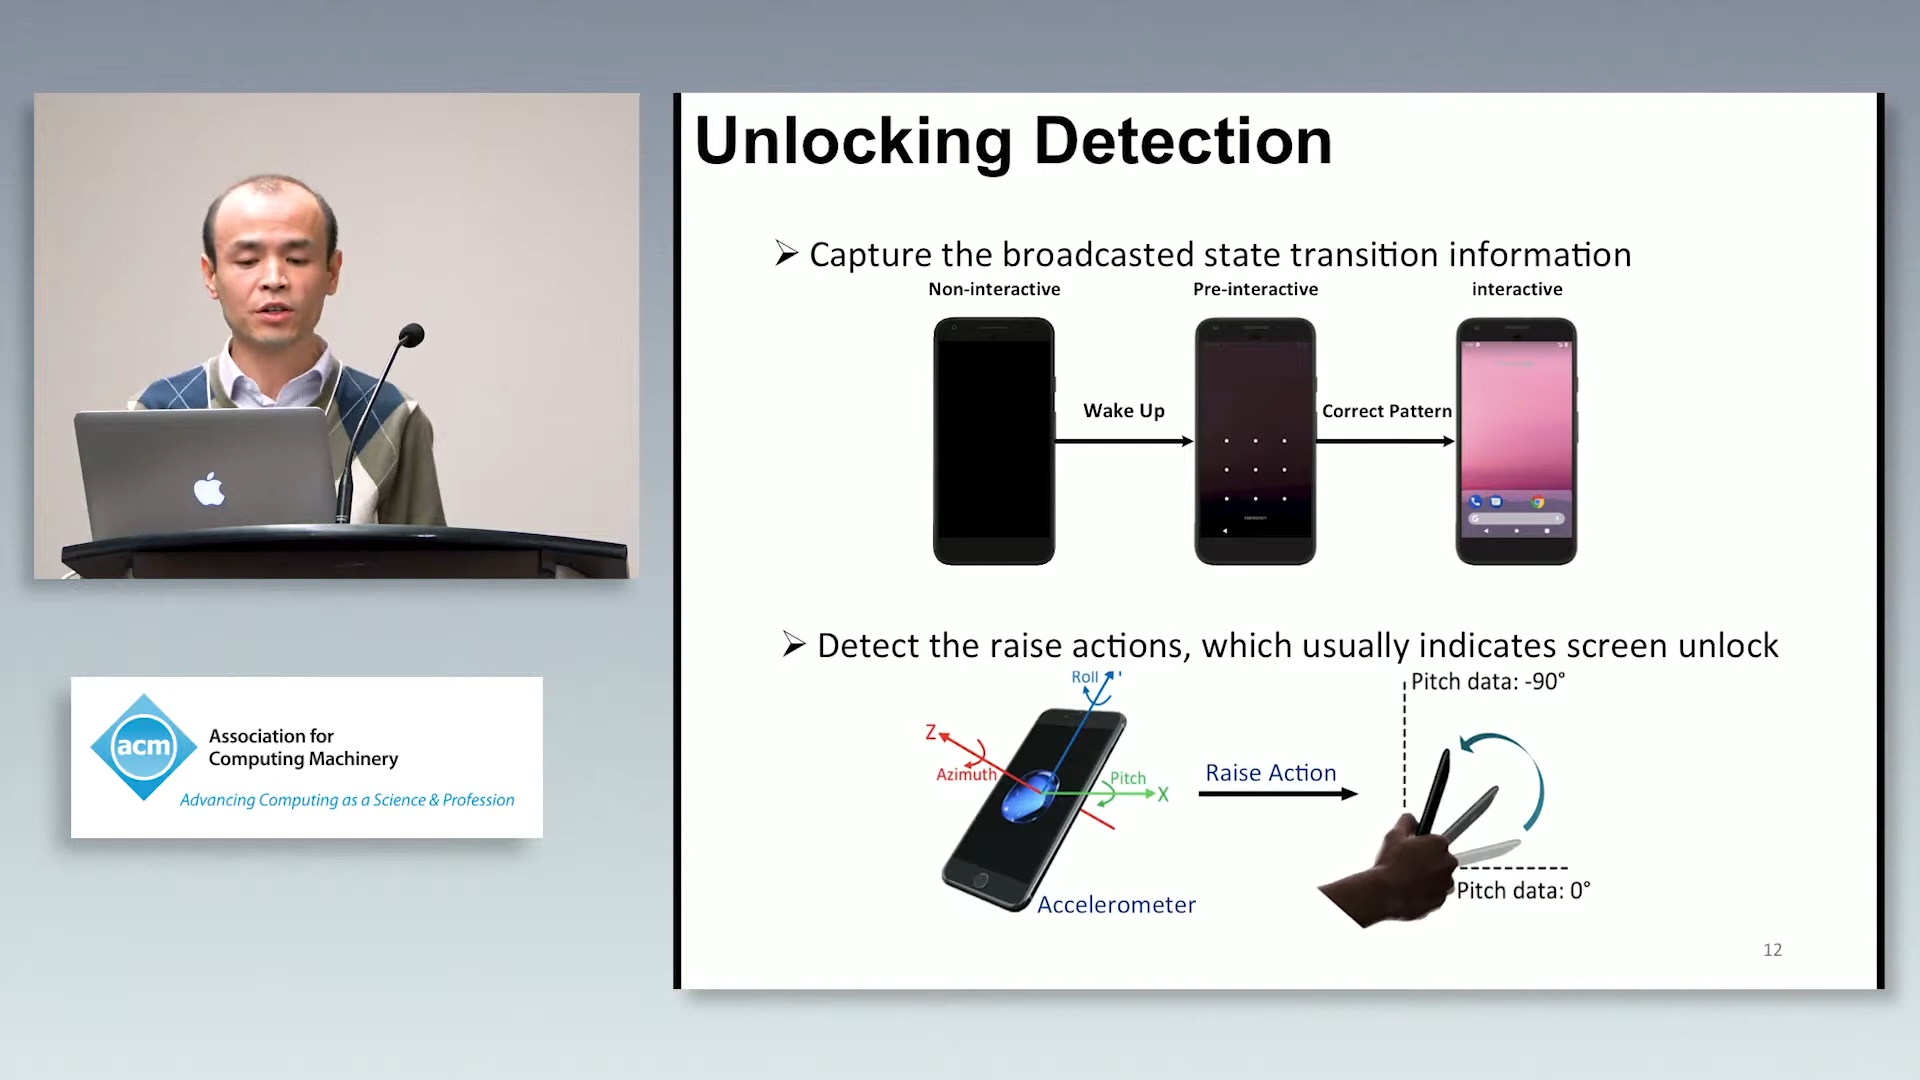 Unlocking Detection
➢ Capture the broadcasted state transition information
Non-interactive
Pre-interactive
interactive
Wake Up
Correct Pattern
➢ Detect the raise actions, which usually indicates screen unlock
Roll
Z
Azimuth
Pitch
X
Accelerometer
Raise Action
Pitch data: -90°
Pitch data: 0°
12
acm
Association for
Computing Machinery
Advancing Computing as a Science & Profession